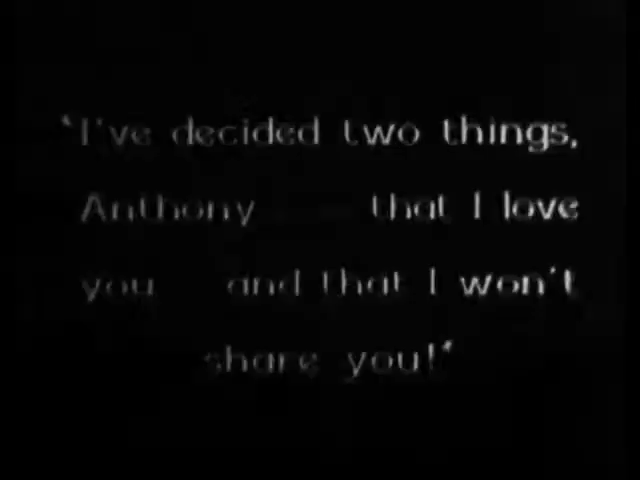 "I've decided two things,
Anthony — that I love
you — and that I won't
share you!"